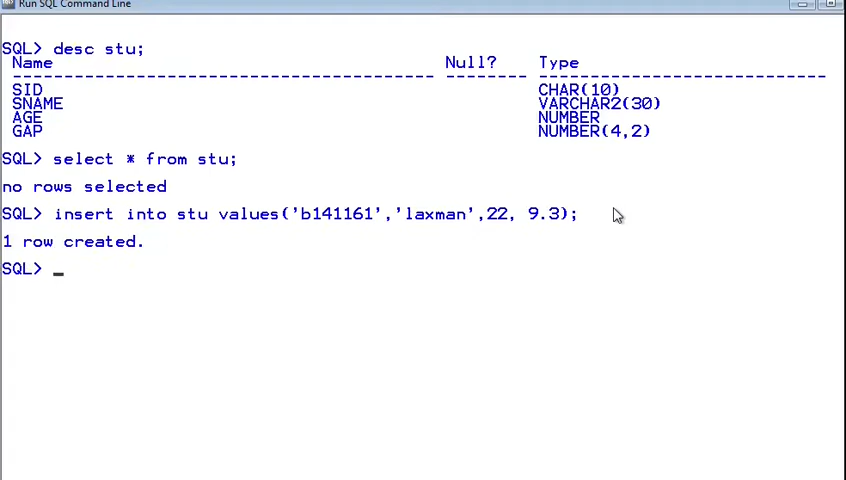 Run SQL Command Line
SQL> desc stu;
Name Null? Type
----------------------------------------- -------- ----------------------------
SID CHAR(10)
SNAME VARCHAR2(30)
AGE NUMBER
GAP NUMBER(4,2)
SQL> select * from stu;
no rows selected
SQL> insert into stu values('b141161','laxman',22, 9.3);
1 row created.
SQL> _